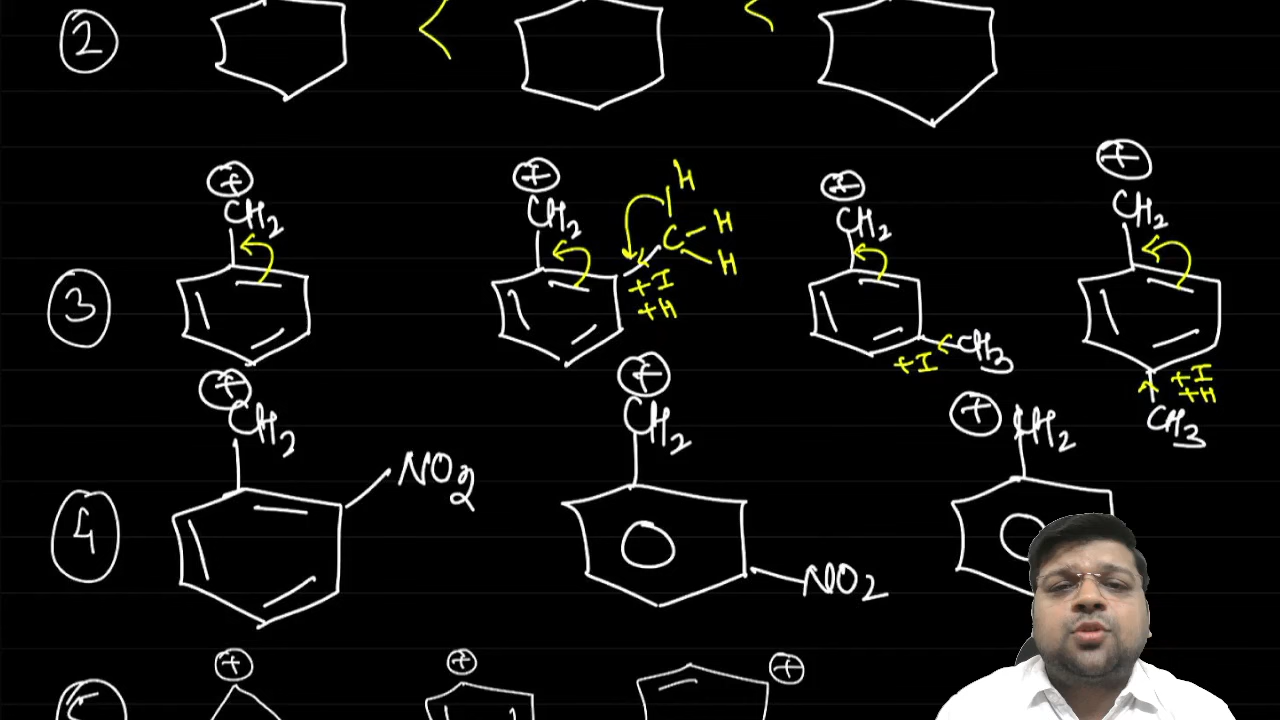 2 < <
+ + + +
CH2 CH2 H CH2 CH2
C H
H
3 +I +H
+I CH3 +I +H
CH3
+ + +
CH2 CH2 CH2
NO2
4
NO2
+ + +